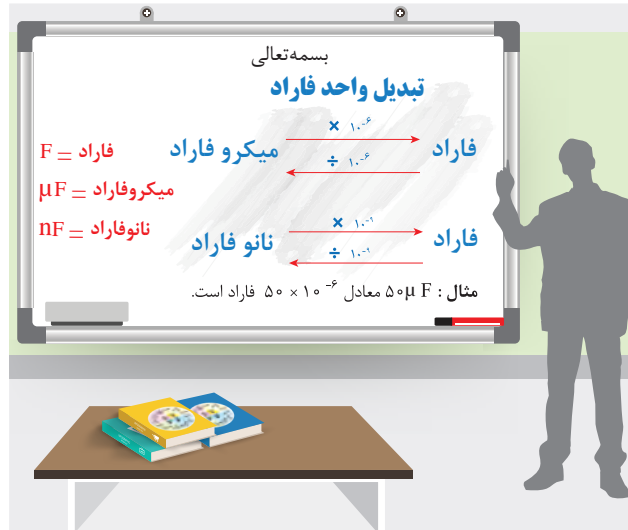 بسمه‌تعالی
تبدیل واحد فاراد
× ۱۰⁻⁶
فاراد میکرو فاراد
÷ ۱۰⁻⁶
× ۱۰⁻⁹
فاراد نانو فاراد
÷ ۱۰⁻⁹
فاراد = F
میکروفاراد = μF
نانوفاراد = nF
مثال : ۵۰μ F معادل ۵۰ × ۱۰⁻⁶ فاراد است.